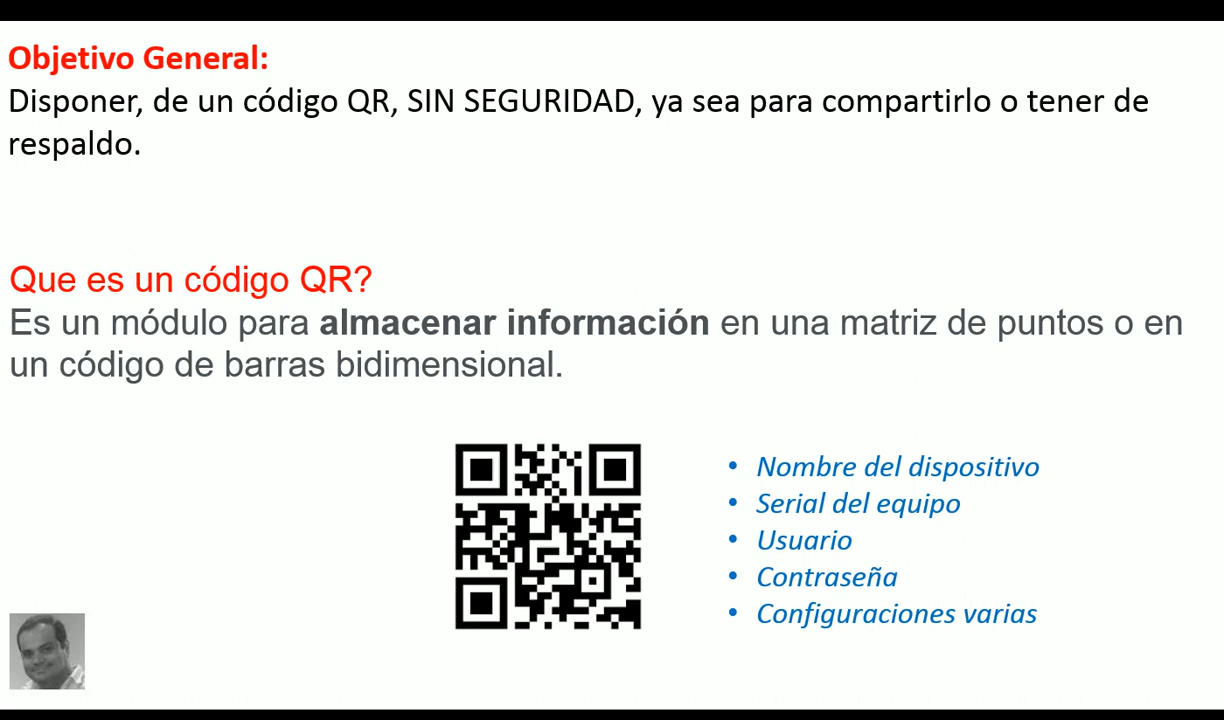 Objetivo General:
Disponer, de un código QR, SIN SEGURIDAD, ya sea para compartirlo o tener de
respaldo.
Que es un código QR?
Es un módulo para almacenar información en una matriz de puntos o en
un código de barras bidimensional.
• Nombre del dispositivo
• Serial del equipo
• Usuario
• Contraseña
• Configuraciones varias